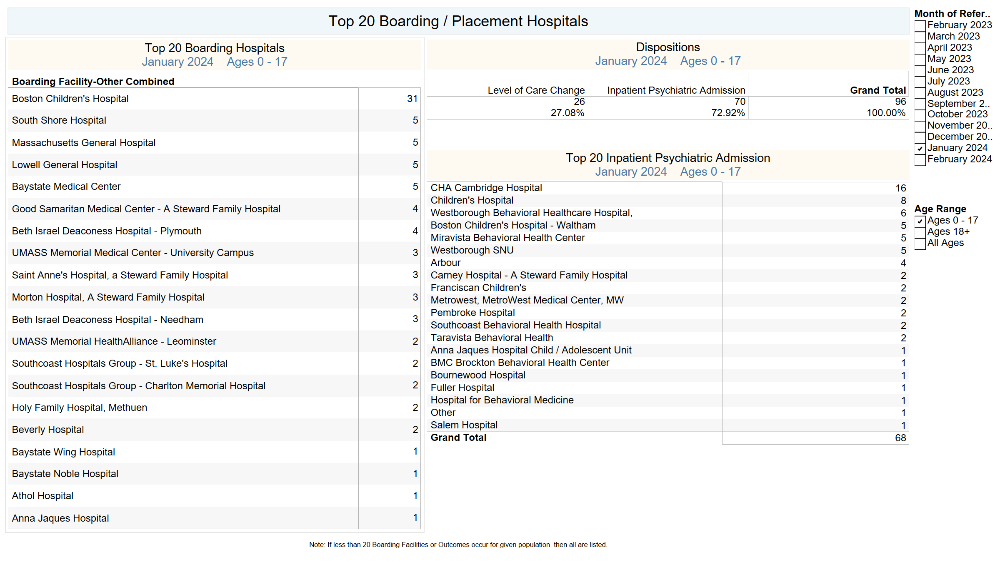 Top 20 Boarding / Placement Hospitals
Top 20 Boarding Hospitals
January 2024 Ages 0 - 17
Boarding Facility-Other Combined
Boston Children's Hospital 31
South Shore Hospital 5
Massachusetts General Hospital 5
Lowell General Hospital 5
Baystate Medical Center 5
Good Samaritan Medical Center - A Steward Family Hospital 4
Beth Israel Deaconess Hospital - Plymouth 4
UMASS Memorial Medical Center - University Campus 3
Saint Anne's Hospital, a Steward Family Hospital 3
Morton Hospital, A Steward Family Hospital 3
Beth Israel Deaconess Hospital - Needham 3
UMASS Memorial HealthAlliance - Leominster 2
Southcoast Hospitals Group - St. Luke's Hospital 2
Southcoast Hospitals Group - Charlton Memorial Hospital 2
Holy Family Hospital, Methuen 2
Beverly Hospital 2
Baystate Wing Hospital 1
Baystate Noble Hospital 1
Athol Hospital 1
Anna Jaques Hospital 1
Dispositions
January 2024 Ages 0 - 17
Level of Care Change Inpatient Psychiatric Admission Grand Total
26 70 96
27.08% 72.92% 100.00%
Top 20 Inpatient Psychiatric Admission
January 2024 Ages 0 - 17
CHA Cambridge Hospital 16
Children's Hospital 8
Westborough Behavioral Healthcare Hospital, 6
Boston Children's Hospital - Waltham 5
Miravista Behavioral Health Center 5
Westborough SNU 5
Arbour 4
Carney Hospital - A Steward Family Hospital 2
Franciscan Children's 2
Metrowest, MetroWest Medical Center, MW 2
Pembroke Hospital 2
Southcoast Behavioral Health Hospital 2
Taravista Behavioral Health 2
Anna Jaques Hospital Child / Adolescent Unit 1
BMC Brockton Behavioral Health Center 1
Bournewood Hospital 1
Fuller Hospital 1
Hospital for Behavioral Medicine 1
Other 1
Salem Hospital 1
Grand Total 68
Month of Refer..
February 2023
March 2023
April 2023
May 2023
June 2023
July 2023
August 2023
September 2..
October 2023
November 20..
December 20..
January 2024
February 2024
Age Range
Ages 0 - 17
Ages 18+
All Ages
Note: If less than 20 Boarding Facilities or Outcomes occur for given population then all are listed.